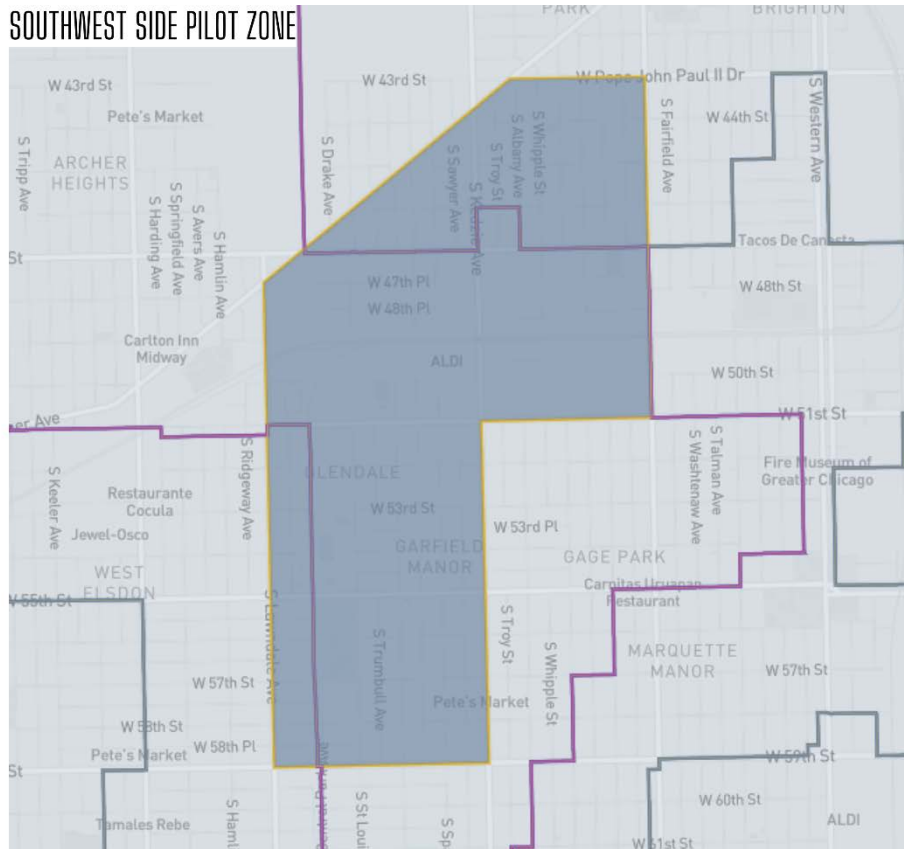 SOUTHWEST SIDE PILOT ZONE
PARK
BRIGHTON
W 43rd St
W 43rd St
W Pope John Paul II Dr
Pete's Market
S Western Ave
S Fairfield Ave
W 44th St
S Whipple St
S Albany Ave
S Troy St
S Sawyer Ave
S Kedzie Ave
S Drake Ave
S Tripp Ave
ARCHER
HEIGHTS
S Springfield Ave
S Harding Ave
S Avers Ave
S Hamlin Ave
St
Tacos De Canasta
W 47th Pl
W 48th St
W 48th Pl
Carlton Inn
Midway
ALDI
W 50th St
er Ave
W 51st St
S Talman Ave
S Washtenaw Ave
S Ridgeway Ave
S Keeler Ave
GLENDALE
Fire Museum of
Greater Chicago
Restaurante
Cocula
W 53rd St
W 53rd Pl
Jewel-Osco
GARFIELD
MANOR
GAGE PARK
WEST
ELSDON
Carnitas Uruapan
Restaurant
W 55th St
S Lawndale Ave
S Troy St
S Trumbull Ave
S Whipple St
MARQUETTE
MANOR
W 57th St
W 57th St
Pete's Market
W 58th St
W 58th Pl
Pete's Market
W 59th St
St
S Haml
S St Loui
S Sp
W 60th St
Tamales Rebe
ALDI
W 61st St